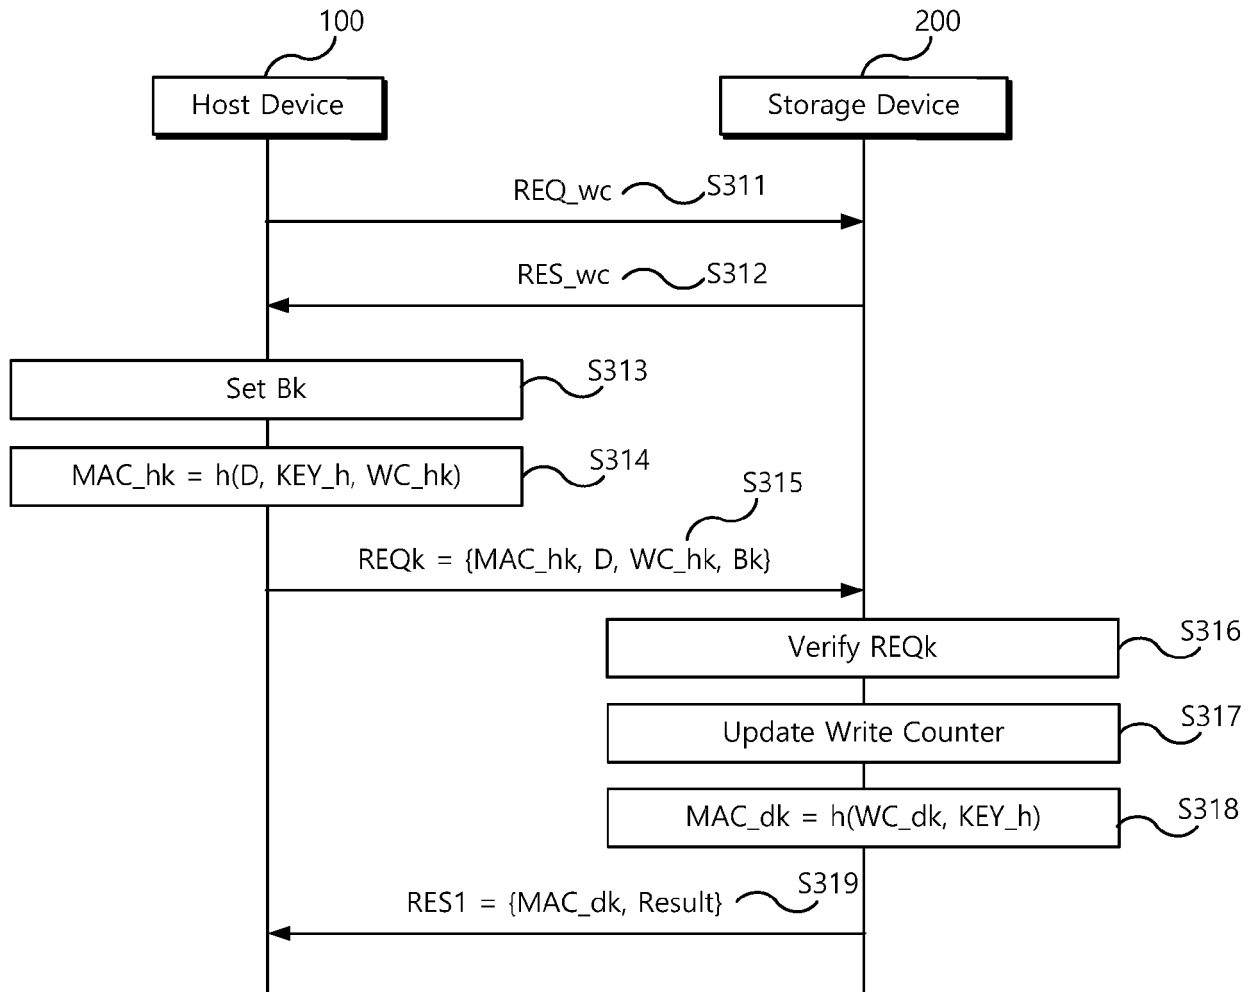 100
200
Host Device
Storage Device
REQ_wc S311
RES_wc S312
Set Bk S313
MAC_hk = h(D, KEY_h, WC_hk) S314
S315
REQk = {MAC_hk, D, WC_hk, Bk}
Verify REQk S316
Update Write Counter S317
MAC_dk = h(WC_dk, KEY_h) S318
RES1 = {MAC_dk, Result} S319